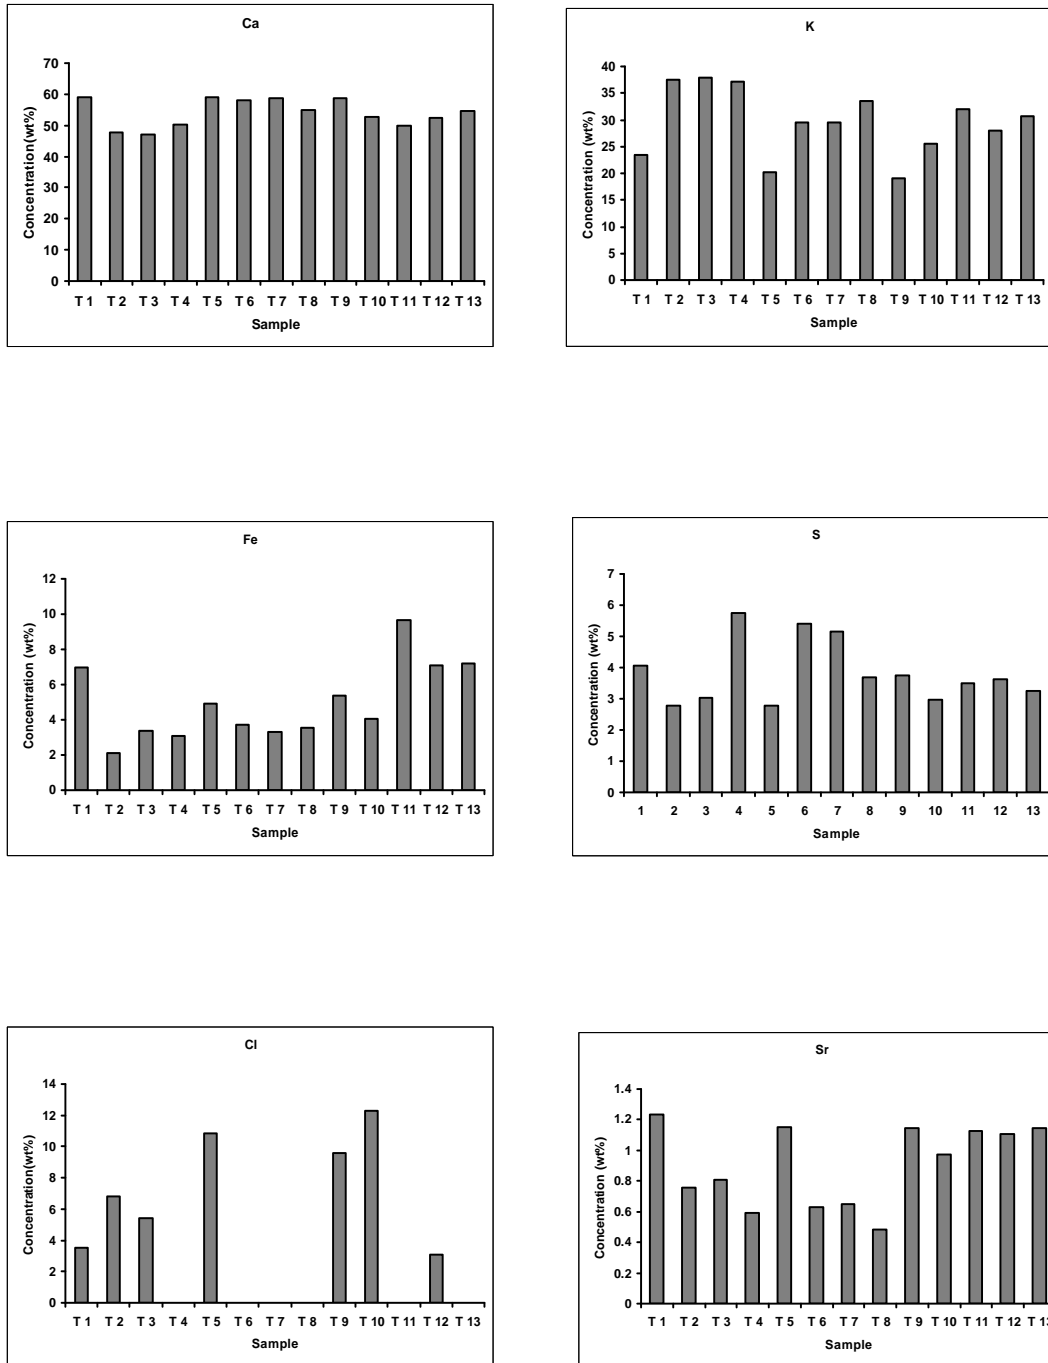 Ca
Concentration(wt%)
70
60
50
40
30
20
10
0
T 1 T 2 T 3 T 4 T 5 T 6 T 7 T 8 T 9 T 10 T 11 T 12 T 13
Sample
K
Concentration (wt%)
40
35
30
25
20
15
10
5
0
T 1 T 2 T 3 T 4 T 5 T 6 T 7 T 8 T 9 T 10 T 11 T 12 T 13
Sample
Fe
Concentration (wt%)
12
10
8
6
4
2
0
T 1 T 2 T 3 T 4 T 5 T 6 T 7 T 8 T 9 T 10 T 11 T 12 T 13
Sample
S
Concentration (wt%)
7
6
5
4
3
2
1
0
1 2 3 4 5 6 7 8 9 10 11 12 13
Sample
Cl
Concentration(wt%)
14
12
10
8
6
4
2
0
T 1 T 2 T 3 T 4 T 5 T 6 T 7 T 8 T 9 T 10 T 11 T 12 T 13
Sample
Sr
Concentration (wt%)
1.4
1.2
1
0.8
0.6
0.4
0.2
0
T 1 T 2 T 3 T 4 T 5 T 6 T 7 T 8 T 9 T 10 T 11 T 12 T 13
Sample